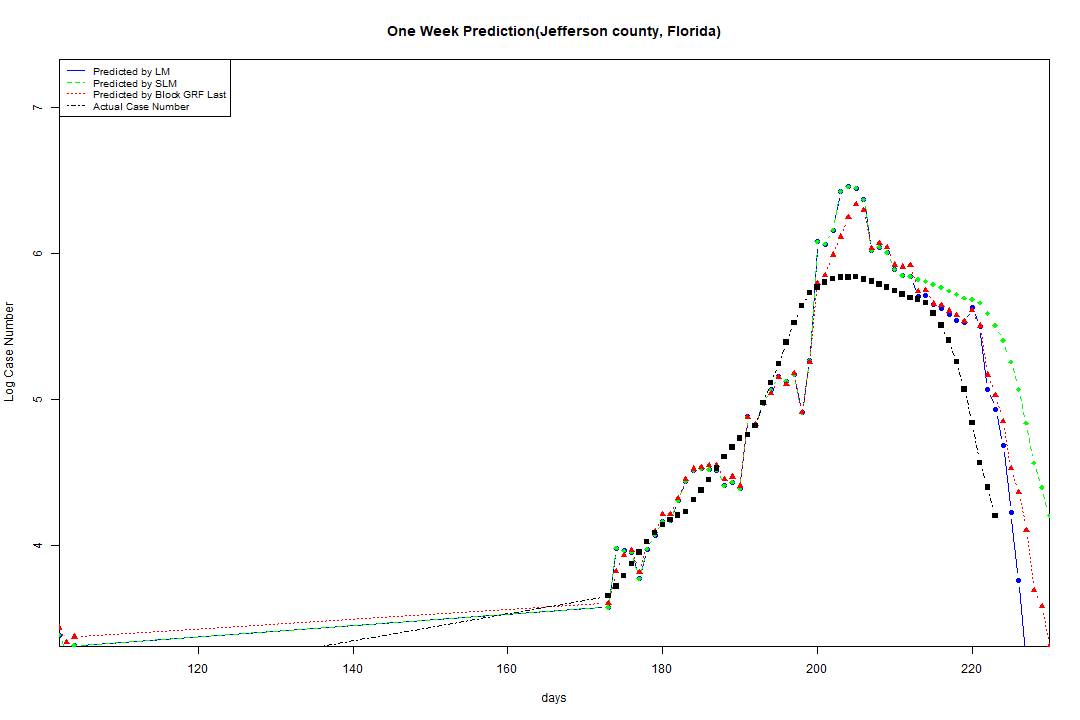 One Week Prediction(Jefferson county, Florida)
Predicted by LM
Predicted by SLM
Predicted by Block GRF Last
Actual Case Number
7
6
5
4
Log Case Number
120 140 160 180 200 220
days